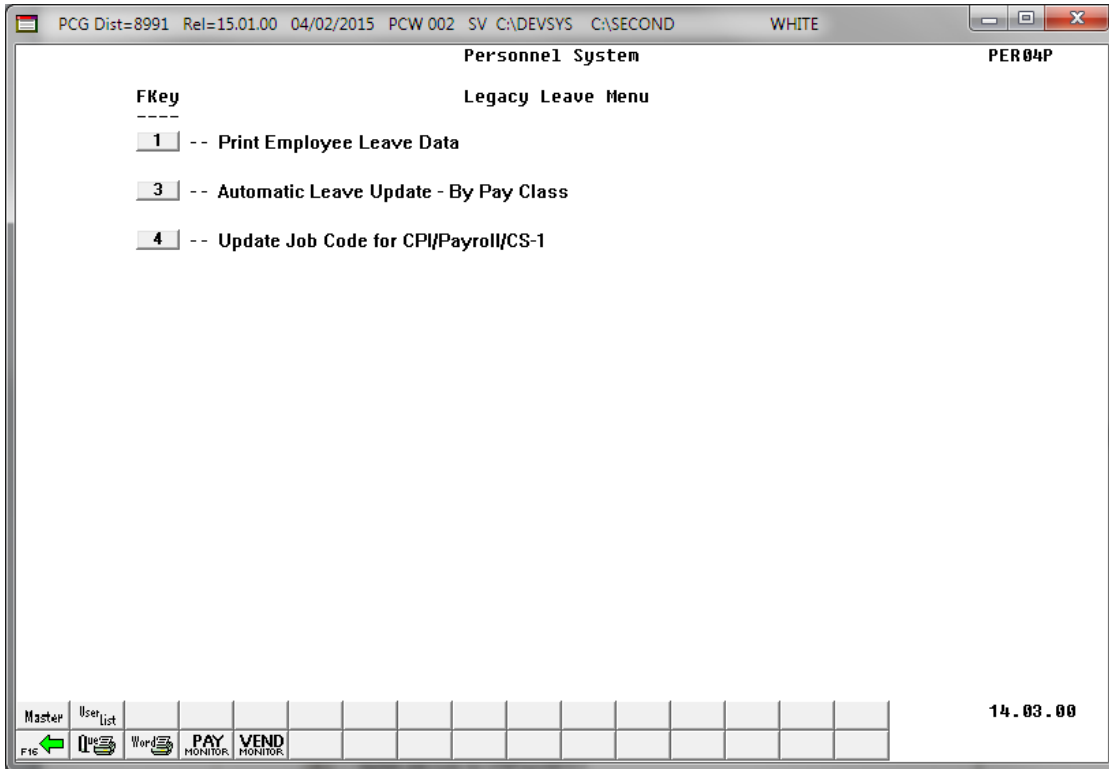 PCG Dist=8991 Rel=15.01.00 04/02/2015 PCW 002 SV C:\DEVSYS C:\SECOND WHITE
Personnel System PER04P
FKey Legacy Leave Menu
----
1 -- Print Employee Leave Data
3 -- Automatic Leave Update - By Pay Class
4 -- Update Job Code for CPI/Payroll/CS-1
Master User List 14.03.00
F16 Que Word PAY MONITOR VEND MONITOR